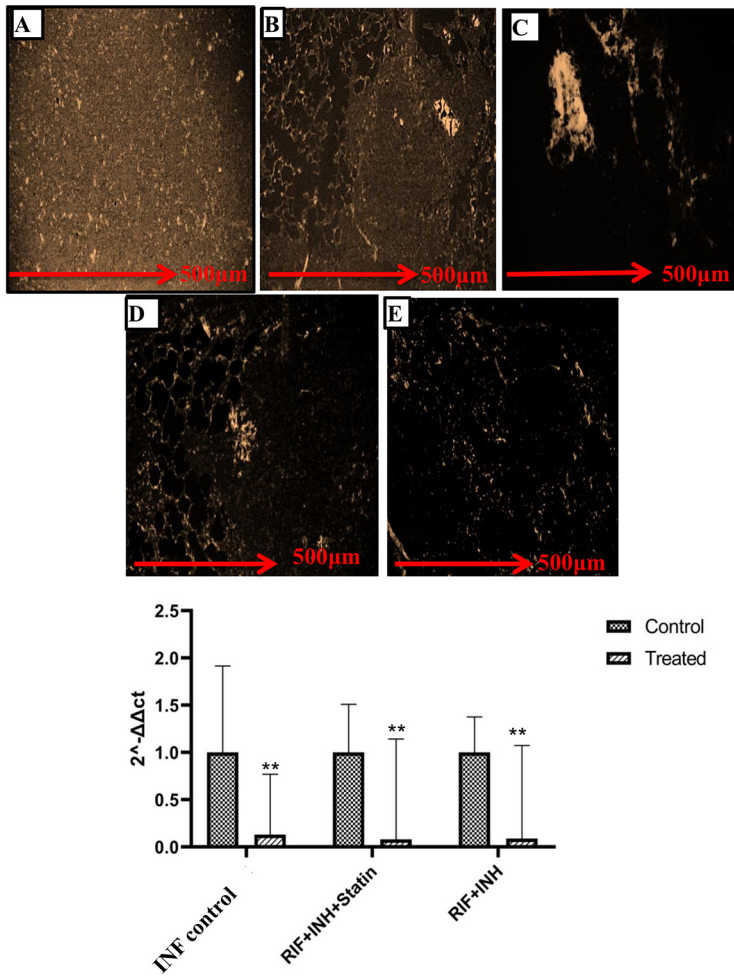 A
B
C
500μm
500μm
500μm
D
E
500μm
500μm
2.5
2.0
1.5
1.0
0.5
0.0
2^-ΔΔct
**
**
**
Control
Treated
INF control
RIF+INH+Statin
RIF+INH